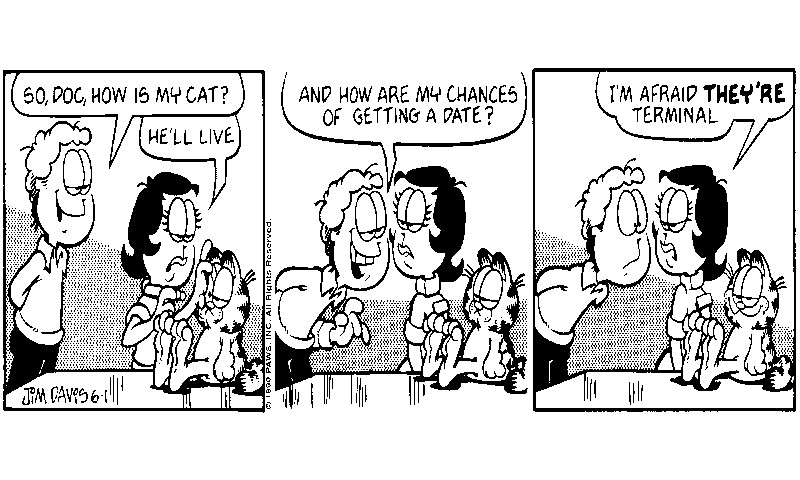 SO, DOC, HOW IS MY CAT?
HE'LL LIVE
JIM DAVIS 6-1
© 1990 PAWS, INC. All Rights Reserved.
AND HOW ARE MY CHANCES
OF GETTING A DATE?
I'M AFRAID THEY'RE
TERMINAL